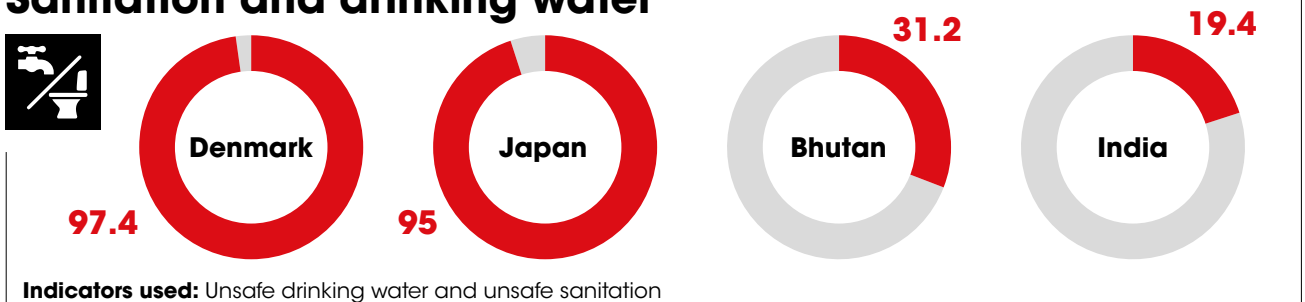 Sanitation and drinking water
31.2
19.4
Denmark
Japan
Bhutan
India
97.4
95
Indicators used: Unsafe drinking water and unsafe sanitation